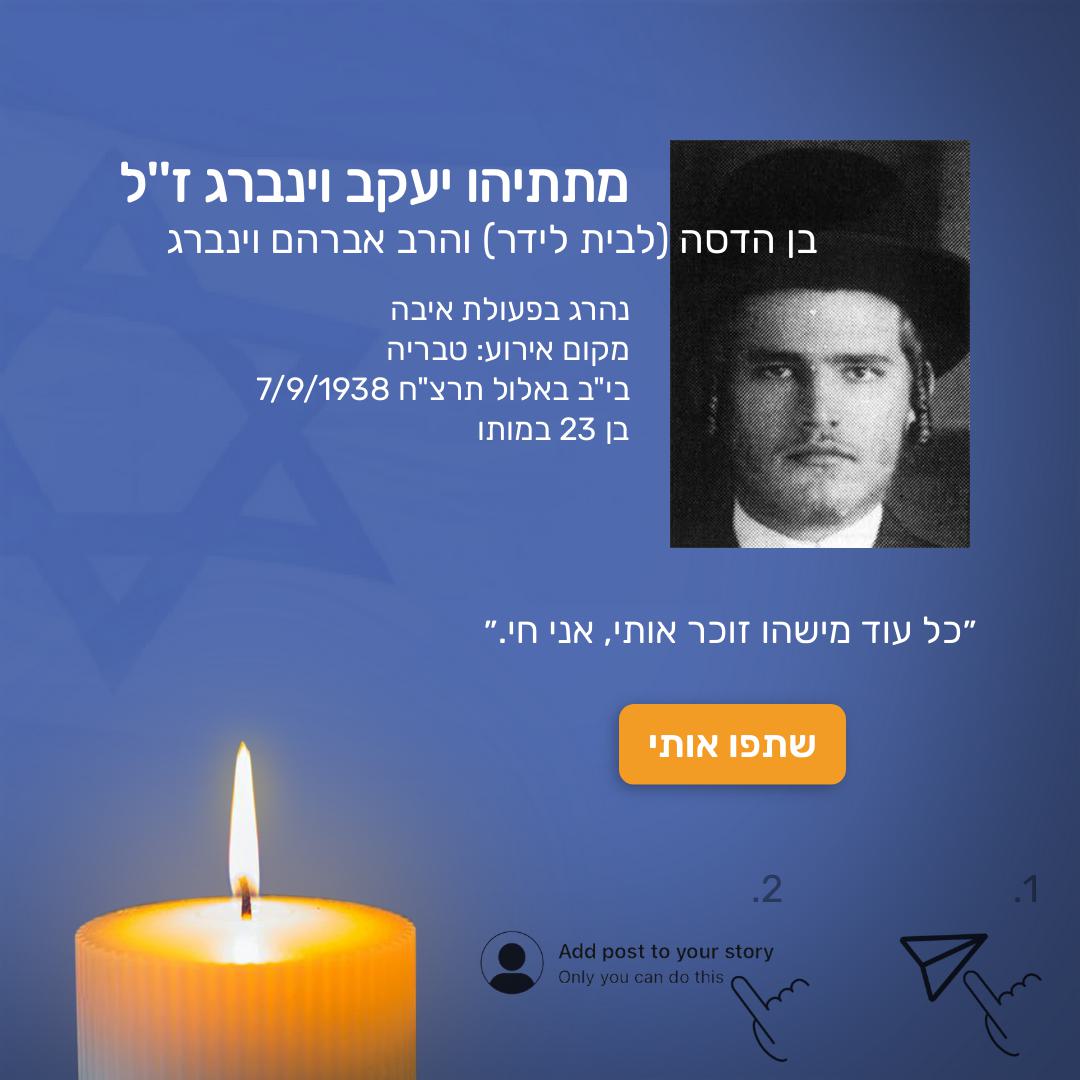 מתתיהו יעקב וינברג ז"ל
בן הדסה (לבית לידר) והרב אברהם וינברג
נהרג בפעולת איבה
מקום אירוע: טבריה
בי"ב באלול תרצ"ח 7/9/1938
בן 23 במותו
״כל עוד מישהו זוכר אותי, אני חי.״
שתפו אותי
1.
2.
Add post to your story
Only you can do this